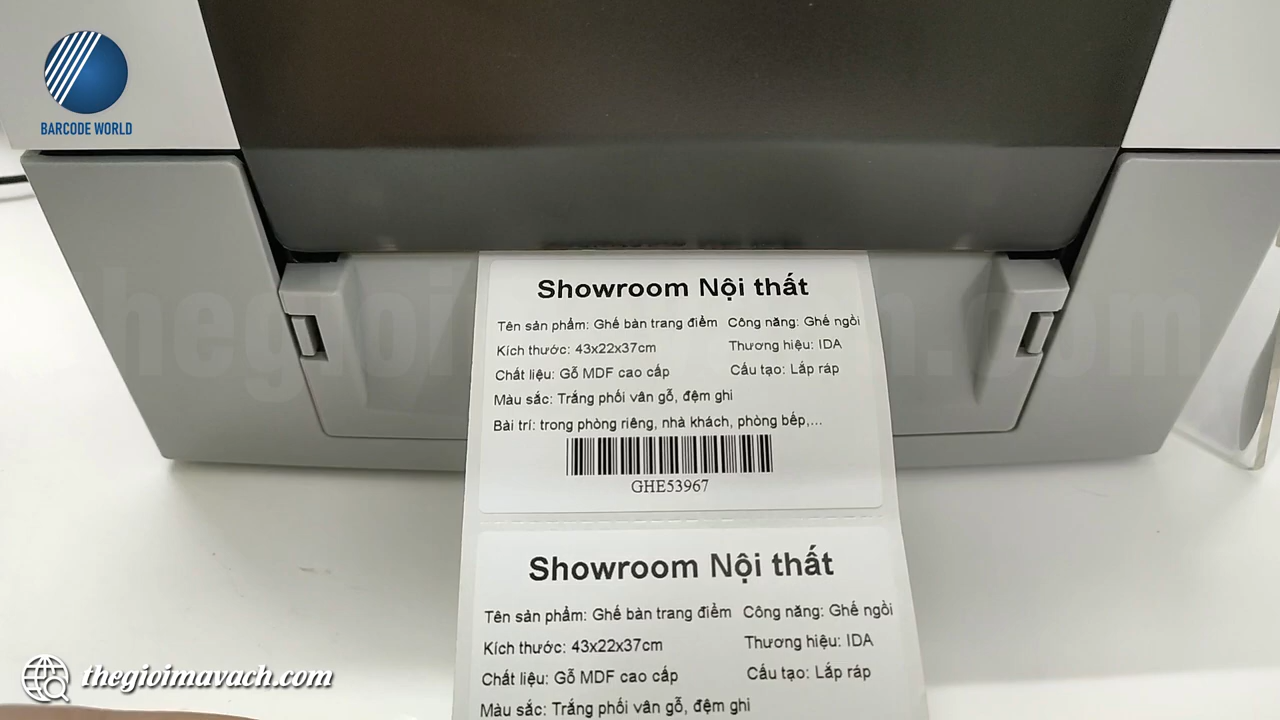 BARCODE WORLD
Showroom Nội thất
Tên sản phẩm: Ghế bàn trang điểm Công năng: Ghế ngồi
Kích thước: 43x22x37cm Thương hiệu: IDA
Chất liệu: Gỗ MDF cao cấp Cấu tạo: Lắp ráp
Màu sắc: Trắng phối vân gỗ, đệm ghi
Bài trí: trong phòng riêng, nhà khách, phòng bếp,...
GHE53967
Showroom Nội thất
Tên sản phẩm: Ghế bàn trang điểm Công năng: Ghế ngồi
Kích thước: 43x22x37cm Thương hiệu: IDA
Chất liệu: Gỗ MDF cao cấp Cấu tạo: Lắp ráp
Màu sắc: Trắng phối vân gỗ, đệm ghi
thegioimavach.com